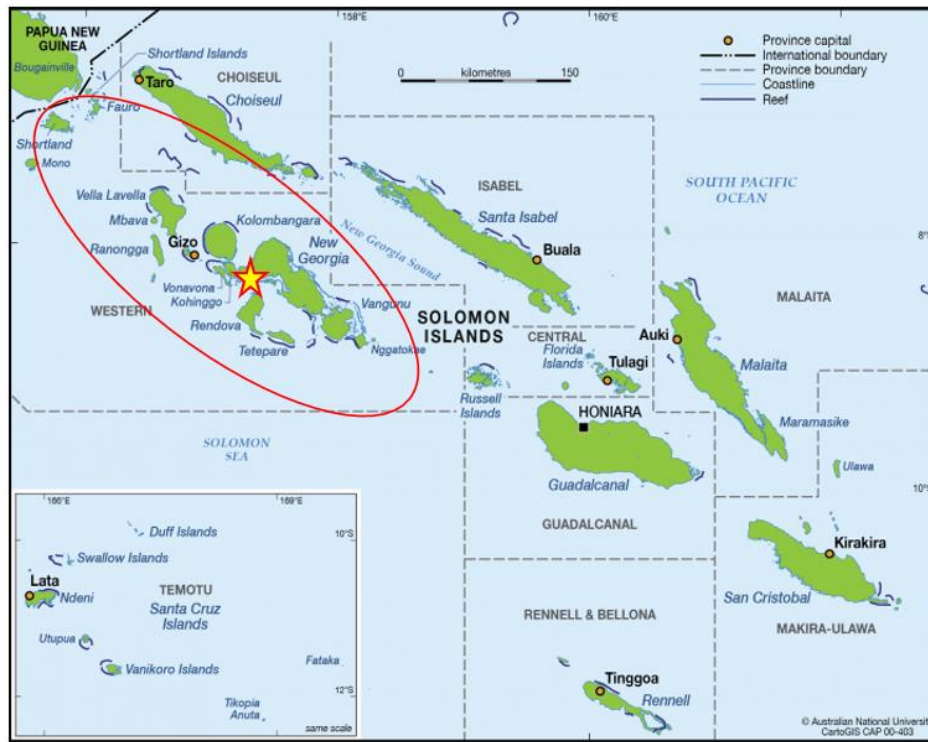 158°E
160°E
PAPUA NEW
GUINEA
Bougainville
Shortland Islands
Taro
CHOISEUL
Choiseul
Fauro
Shortland
Mono
0 kilometres 150
Province capital
International boundary
Province boundary
Coastline
Reef
Vella Lavella
Mbava
Ranongga
Gizo
Kolombangara
New
Georgia
Vonavona
Kohinggo
WESTERN
Rendova
Tetepare
Vangunu
Nggatokae
New Georgia Sound
ISABEL
Santa Isabel
Buala
SOUTH PACIFIC
OCEAN
8°S
MALAITA
SOLOMON
ISLANDS
CENTRAL
Florida
Islands
Tulagi
Russell
Islands
Auki
Malaita
Maramasike
Ulawa
HONIARA
Guadalcanal
GUADALCANAL
SOLOMON
SEA
10°S
Kirakira
San Cristobal
MAKIRA-ULAWA
RENNELL & BELLONA
Tinggoa
Rennell
166°E
169°E
10°S
Duff Islands
Swallow Islands
Lata
Ndeni
TEMOTU
Santa Cruz
Islands
Utupua
Vanikoro Islands
Fataka
Tikopia
Anuta
12°S
same scale
© Australian National University
CartoGIS CAP 00-403